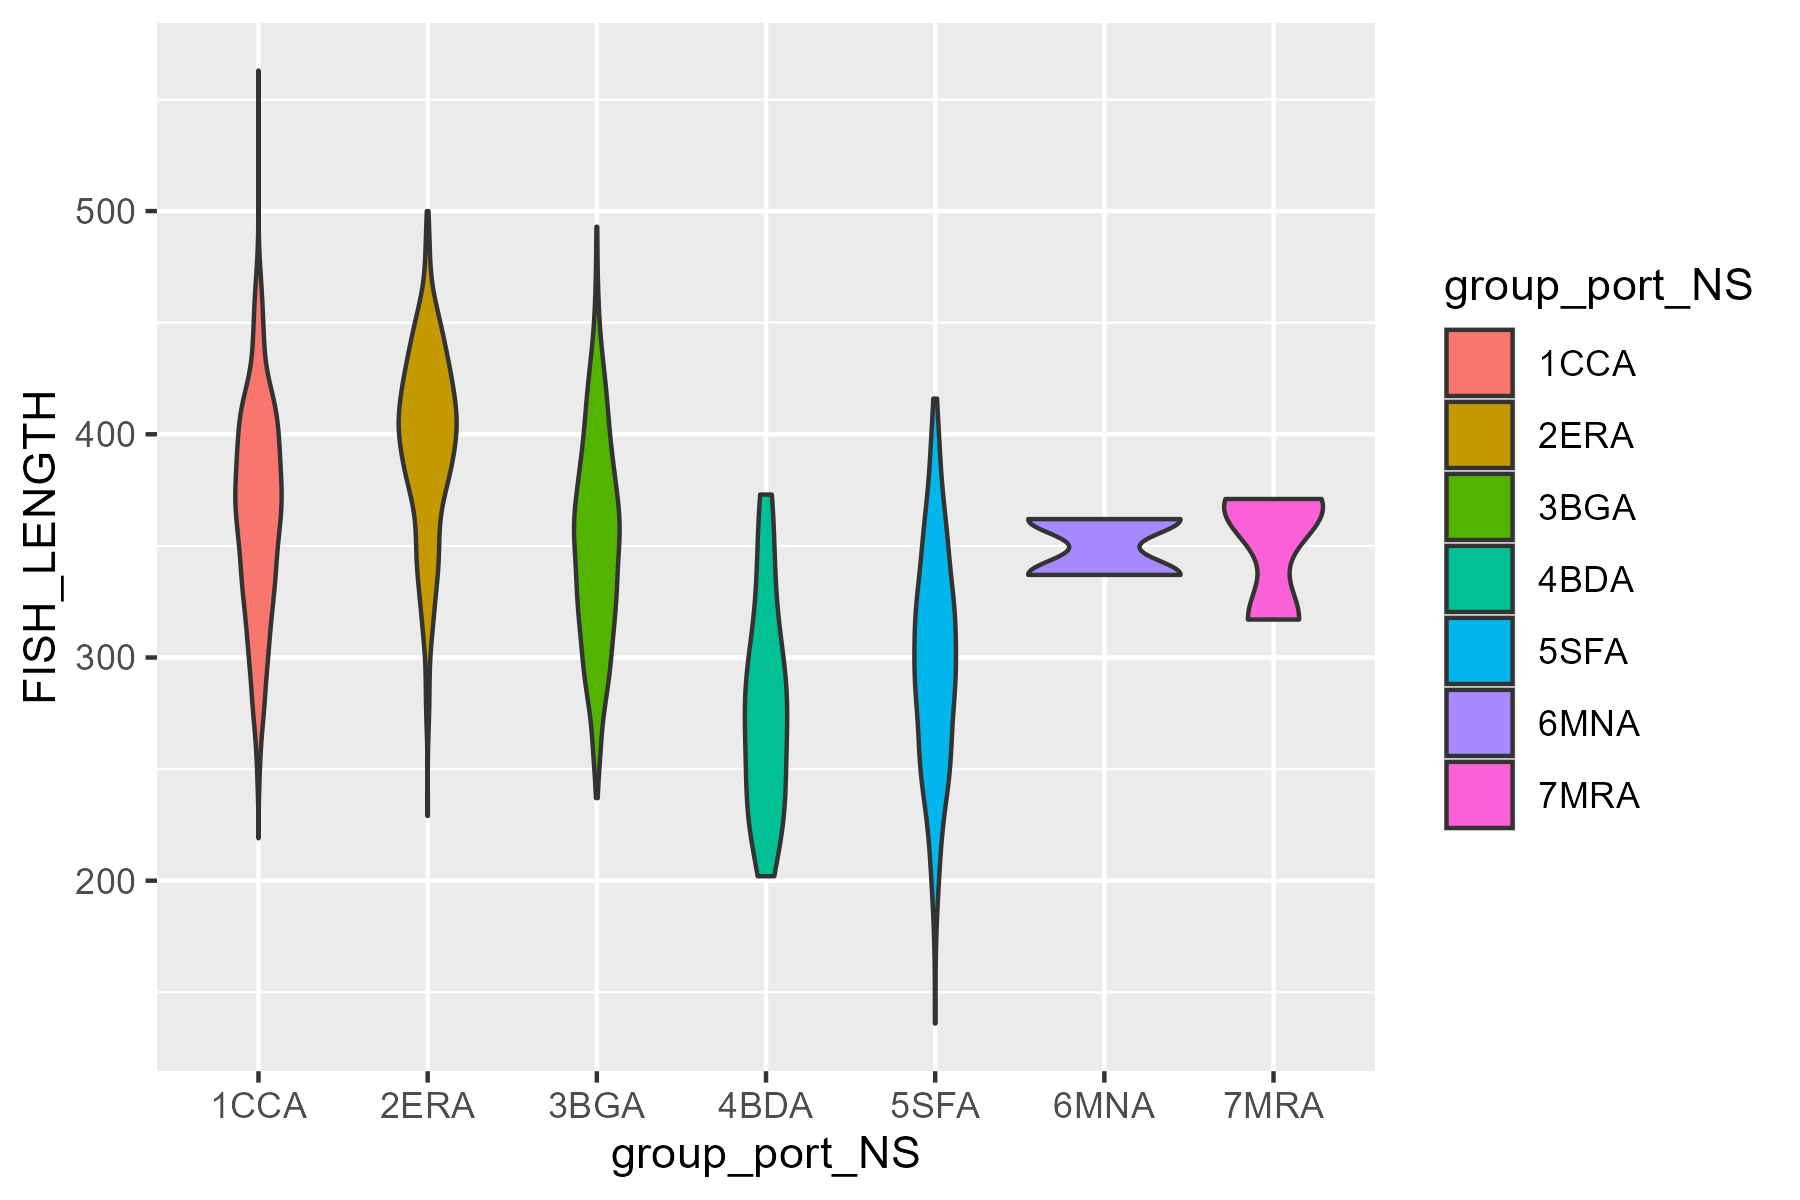 FISH_LENGTH
500
400
300
200
1CCA 2ERA 3BGA 4BDA 5SFA 6MNA 7MRA
group_port_NS
group_port_NS
1CCA
2ERA
3BGA
4BDA
5SFA
6MNA
7MRA